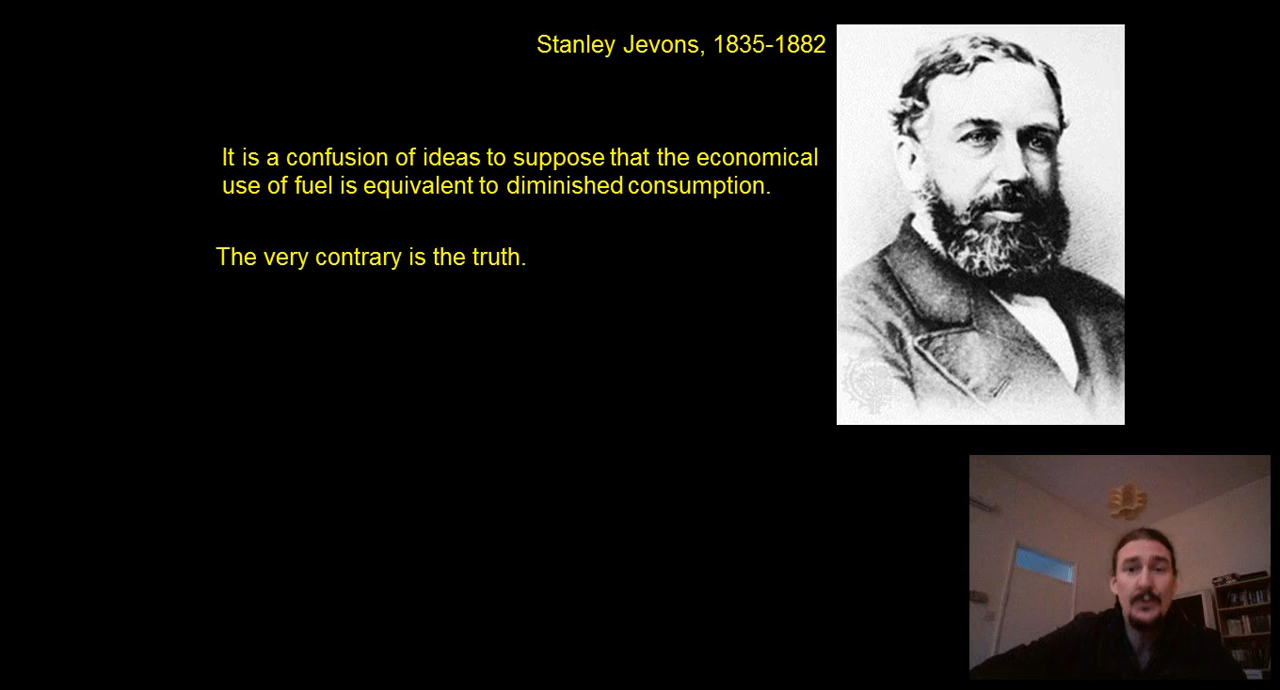 Stanley Jevons, 1835-1882
It is a confusion of ideas to suppose that the economical
use of fuel is equivalent to diminished consumption.
The very contrary is the truth.